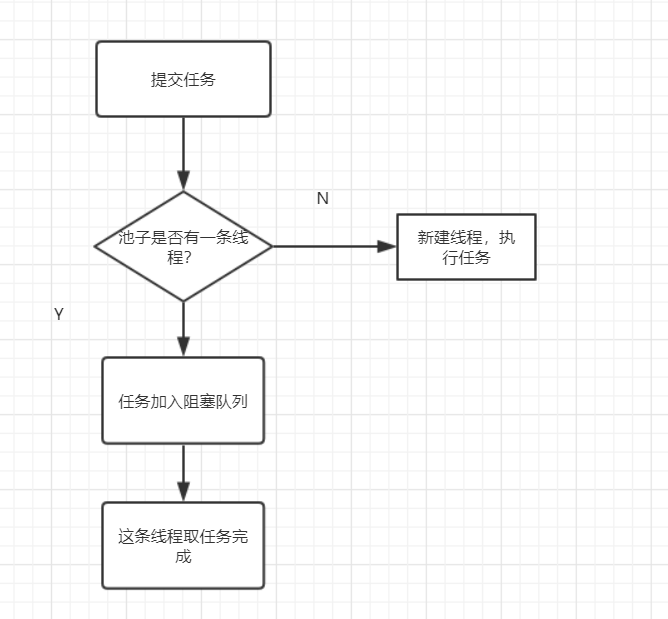 提交任务
N
池子是否有一条线
程?
新建线程，执
行任务
Y
任务加入阻塞队列
这条线程取任务完
成